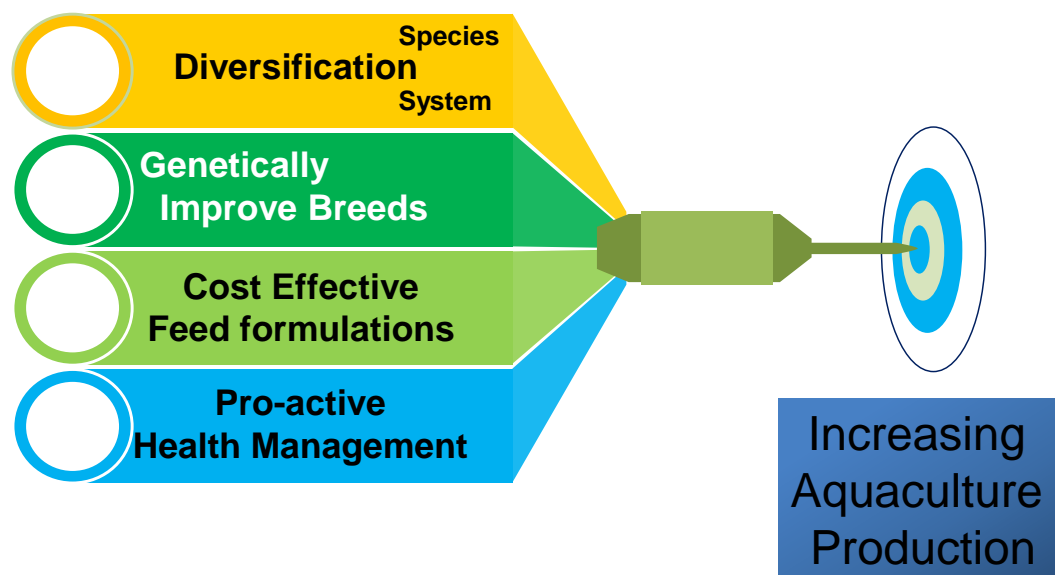 Species
Diversification
System
Genetically
Improve Breeds
Cost Effective
Feed formulations
Pro-active
Health Management
Increasing
Aquaculture
Production